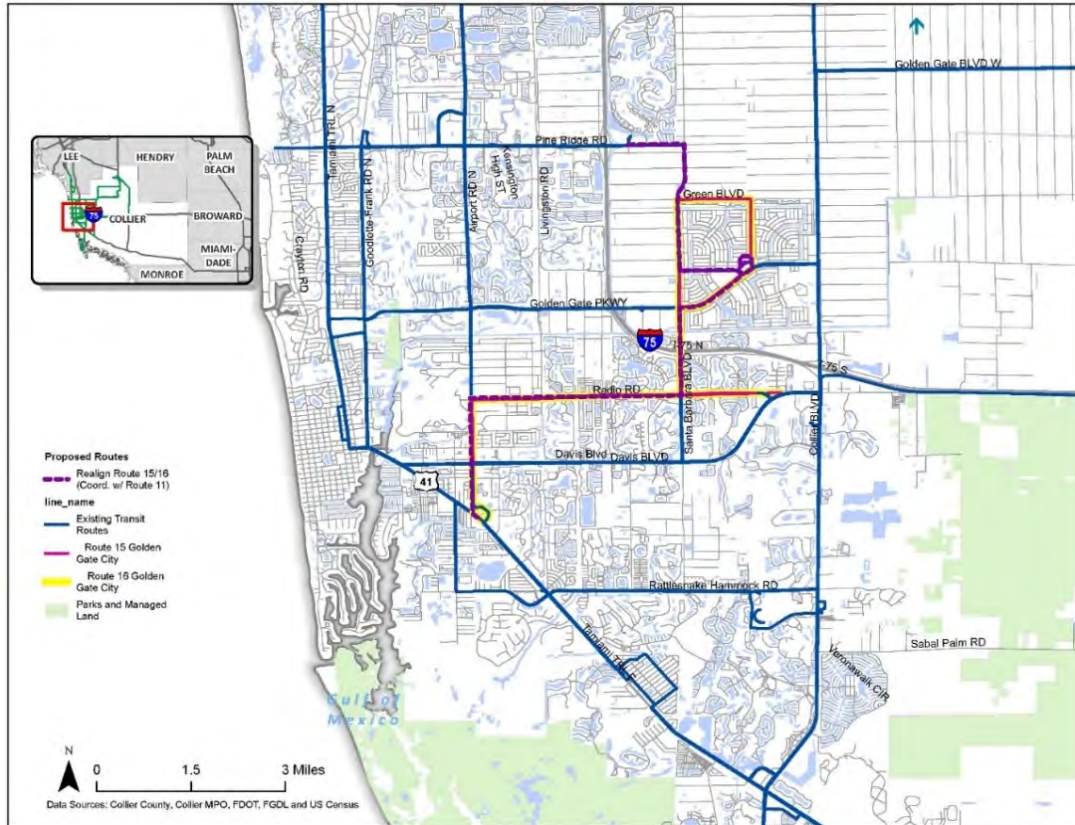 Golden Gate BLVD W
Tamiami TRL N
Pine Ridge RD
Goodlette-Frank RD N
Airport RD N
Kensington
High ST
Livingston RD
Green BLVD
LEE
HENDRY
PALM
BEACH
75
COLLIER
BROWARD
MIAMI-
DADE
MONROE
Crayton RD
Golden Gate PKWY
75
I-75 N
I-75 S
Radio RD
Santa Barbara BLVD
Collier BLVD
Davis Blvd
Davis BLVD
41
Proposed Routes
Realign Route 15/16
(Coord. w/ Route 11)
line_name
Existing Transit
Routes
Route 15 Golden
Gate City
Route 16 Golden
Gate City
Parks and Managed
Land
Rattlesnake Hammock RD
Tamiami TRL E
Sabal Palm RD
Veronawalk CIR
Gulf of
Mexico
N
0 1.5 3 Miles
Data Sources: Collier County, Collier MPO, FDOT, FGDL and US Census